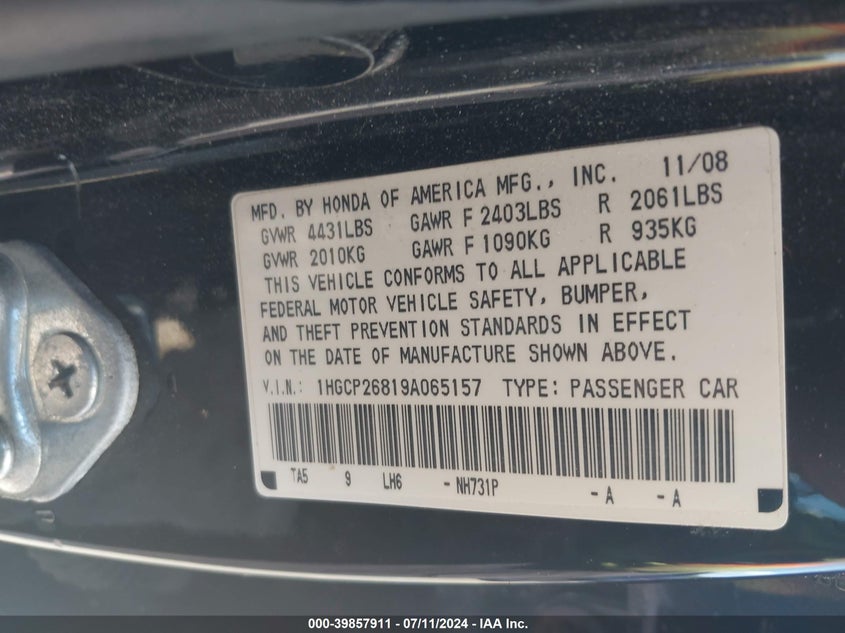 MFD. BY HONDA OF AMERICA MFG., INC. 11/08
GVWR 4431LBS GAWR F 2403LBS R 2061LBS
GVWR 2010KG GAWR F 1090KG R 935KG
THIS VEHICLE CONFORMS TO ALL APPLICABLE
FEDERAL MOTOR VEHICLE SAFETY, BUMPER,
AND THEFT PREVENTION STANDARDS IN EFFECT
ON THE DATE OF MANUFACTURE SHOWN ABOVE.
V.I.N.: 1HGCP26819A065157 TYPE: PASSENGER CAR
TA5 9 LH6 -NH731P -A -A
000-39857911 / 07/11/2024 / IAA Inc.